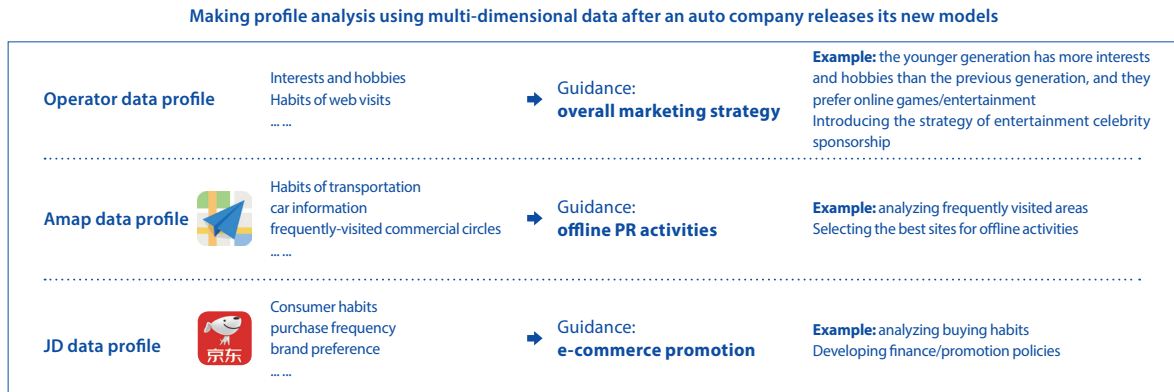 Making profile analysis using multi-dimensional data after an auto company releases its new models
Operator data profile
Interests and hobbies
Habits of web visits
... ...
Guidance:
overall marketing strategy
Example: the younger generation has more interests
and hobbies than the previous generation, and they
prefer online games/entertainment
Introducing the strategy of entertainment celebrity
sponsorship
Amap data profile
Habits of transportation
car information
frequently-visited commercial circles
... ...
Guidance:
offline PR activities
Example: analyzing frequently visited areas
Selecting the best sites for offline activities
JD data profile
京东
Consumer habits
purchase frequency
brand preference
... ...
Guidance:
e-commerce promotion
Example: analyzing buying habits
Developing finance/promotion policies